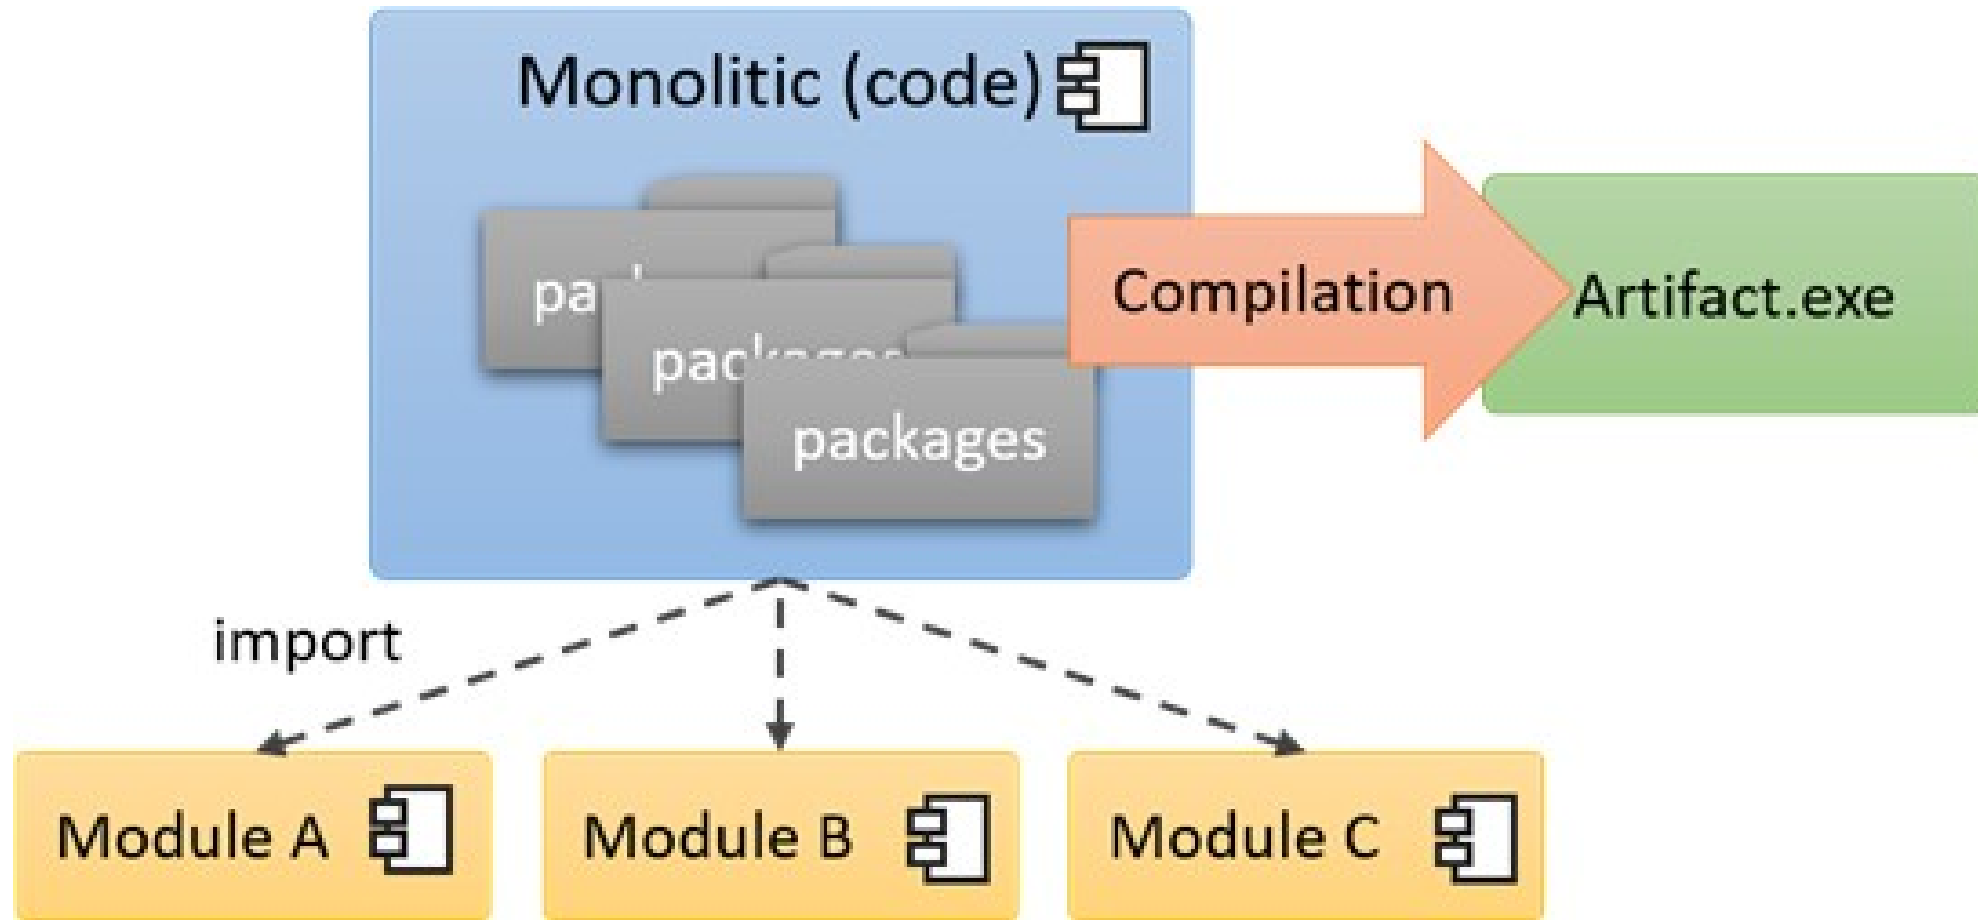 Monolitic (code)
packages
Compilation
Artifact.exe
import
Module A
Module B
Module C